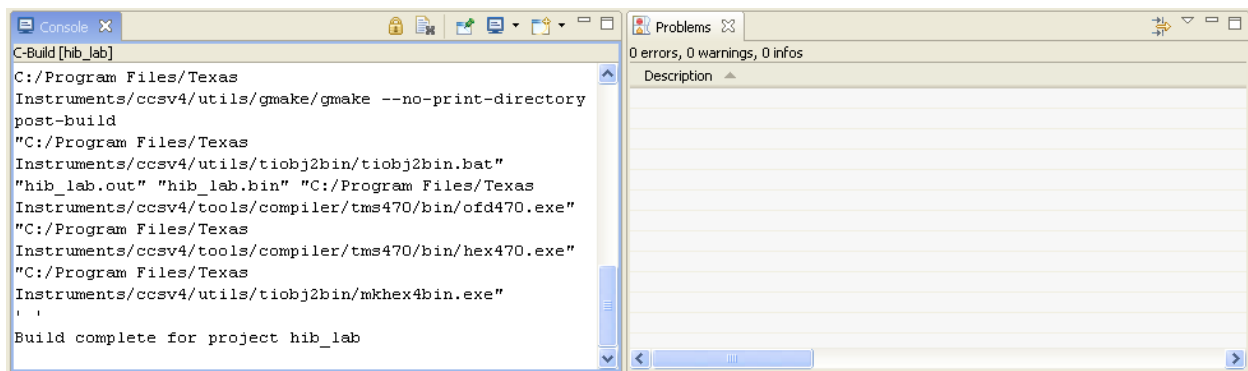 Console
C-Build [hib_lab]
C:/Program Files/Texas
Instruments/ccsv4/utils/gmake/gmake --no-print-directory
post-build
"C:/Program Files/Texas
Instruments/ccsv4/utils/tiobj2bin/tiobj2bin.bat"
"hib_lab.out" "hib_lab.bin" "C:/Program Files/Texas
Instruments/ccsv4/tools/compiler/tms470/bin/ofd470.exe"
"C:/Program Files/Texas
Instruments/ccsv4/tools/compiler/tms470/bin/hex470.exe"
"C:/Program Files/Texas
Instruments/ccsv4/utils/tiobj2bin/mkhex4bin.exe"
' '
Build complete for project hib_lab
Problems
0 errors, 0 warnings, 0 infos
Description